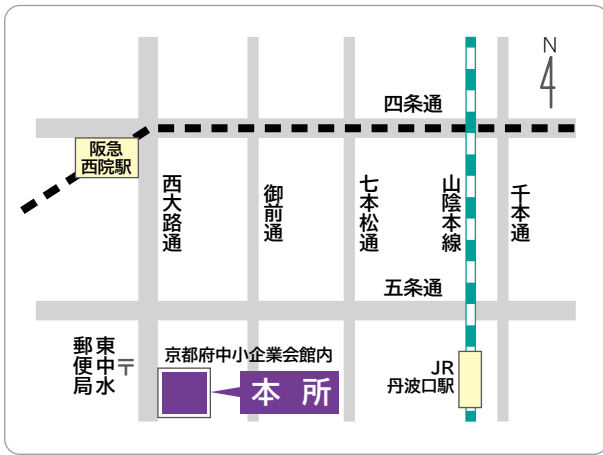 N
四条通
阪急
西院駅
西大路通
御前通
七本松通
山陰本線
千本通
五条通
東中水
郵便局
〒
京都府中小企業会館内
本 所
JR
丹波口駅